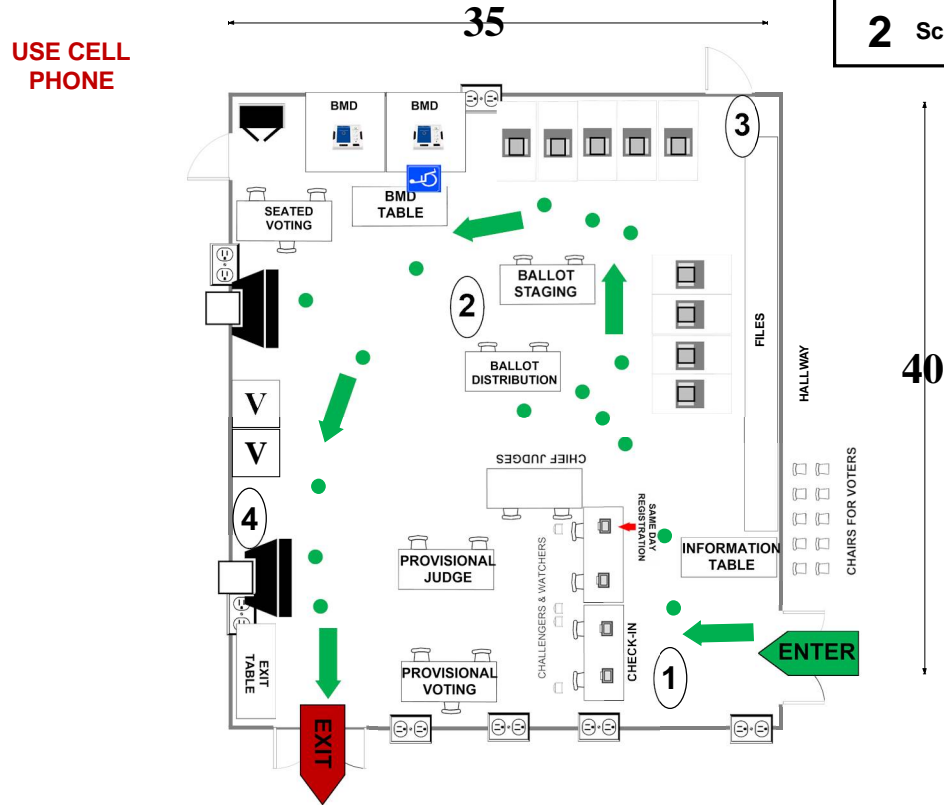 35
2 Sc
USE CELL
PHONE
BMD
BMD
3
BMD
TABLE
SEATED
VOTING
BALLOT
STAGING
2
FILES
HALLWAY
40
BALLOT
DISTRIBUTION
V
V
CHIEF JUDGES
4
SAME DAY
REGISTRATION
CHAIRS FOR VOTERS
INFORMATION
TABLE
PROVISIONAL
JUDGE
CHALLENGERS & WATCHERS
CHECK-IN
ENTER
1
EXIT
TABLE
PROVISIONAL
VOTING
EXIT